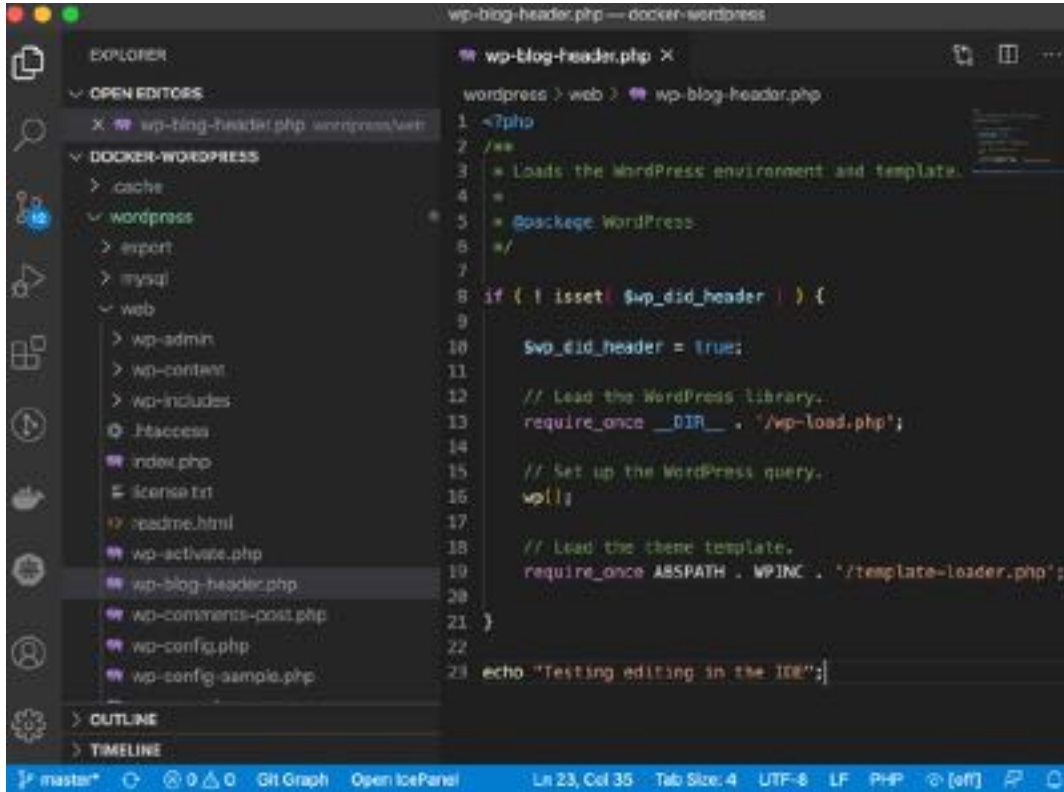 wp-blog-header.php — docker-wordpress
EXPLORER
OPEN EDITORS
wp-blog-header.php wordpress/web
DOCKER-WORDPRESS
.cache
wordpress
export
mysql
web
wp-admin
wp-content
wp-includes
.htaccess
index.php
license.txt
readme.html
wp-activate.php
wp-blog-header.php
wp-comments-post.php
wp-config.php
wp-config-sample.php
OUTLINE
TIMELINE
12
wp-blog-header.php ×
wordpress > web > wp-blog-header.php
1 <?php
2 /**
3 * Loads the WordPress environment and template.
4 *
5 * @package WordPress
6 */
7
8 if ( ! isset( $wp_did_header ) ) {
9
10 $wp_did_header = true;
11
12 // Load the WordPress library.
13 require_once __DIR__ . '/wp-load.php';
14
15 // Set up the WordPress query.
16 wp();
17
18 // Load the theme template.
19 require_once ABSPATH . WPINC . '/template-loader.php';
20
21 }
22
23 echo "Testing editing in the IDE";
master* 0 0 Git Graph Open IcePanel Ln 23, Col 35 Tab Size: 4 UTF-8 LF PHP [off]